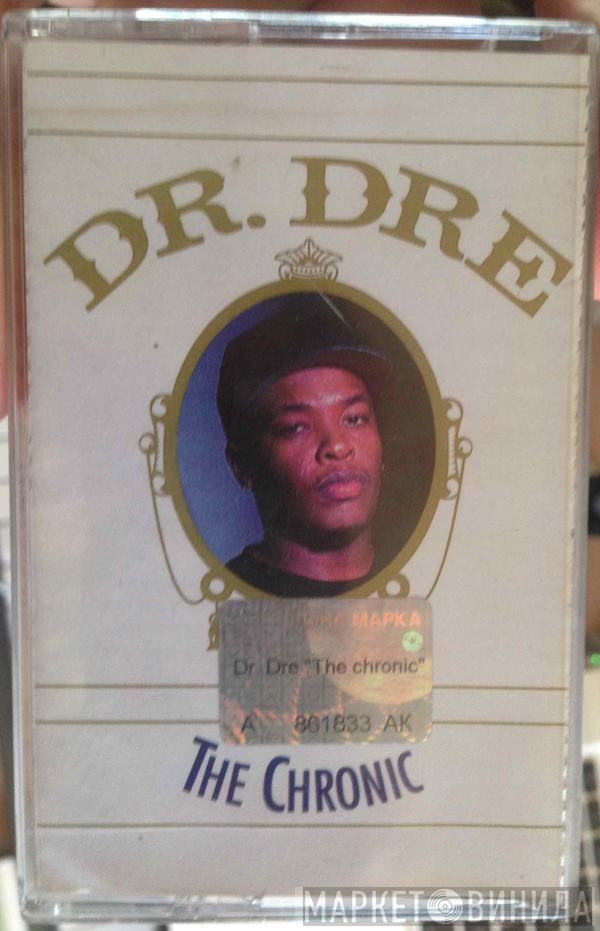 DR. DRE
МАРКА
Dr. Dre "The chronic"
A 861833 AK
THE CHRONIC
МАРКЕТ ВИНИЛА